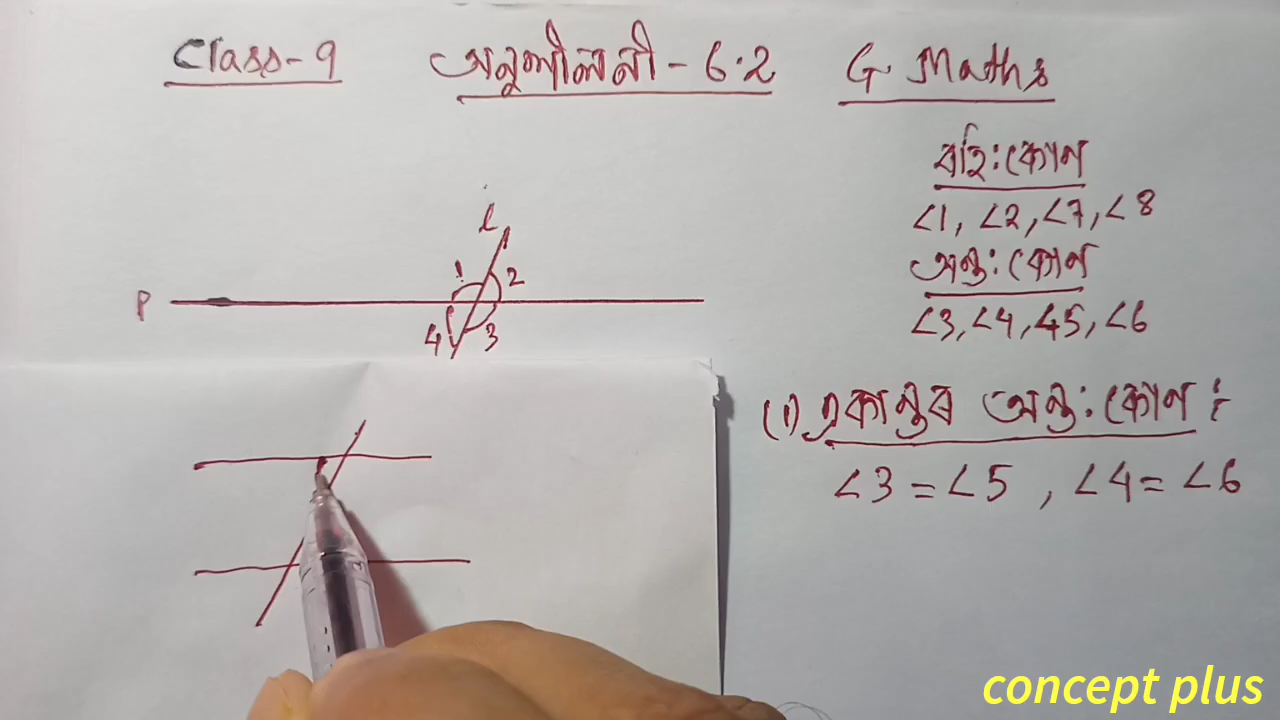 Class-9 অনুশীলনী-6.2 G. Maths
বহি:কোণ
∠1, ∠2, ∠7, ∠8
অন্ত:কোণ
∠3, ∠4, ∠5, ∠6
l
1 2
P
4 3
(1) একান্তৰ অন্ত:কোণ :
∠3 = ∠5 , ∠4 = ∠6
concept plus